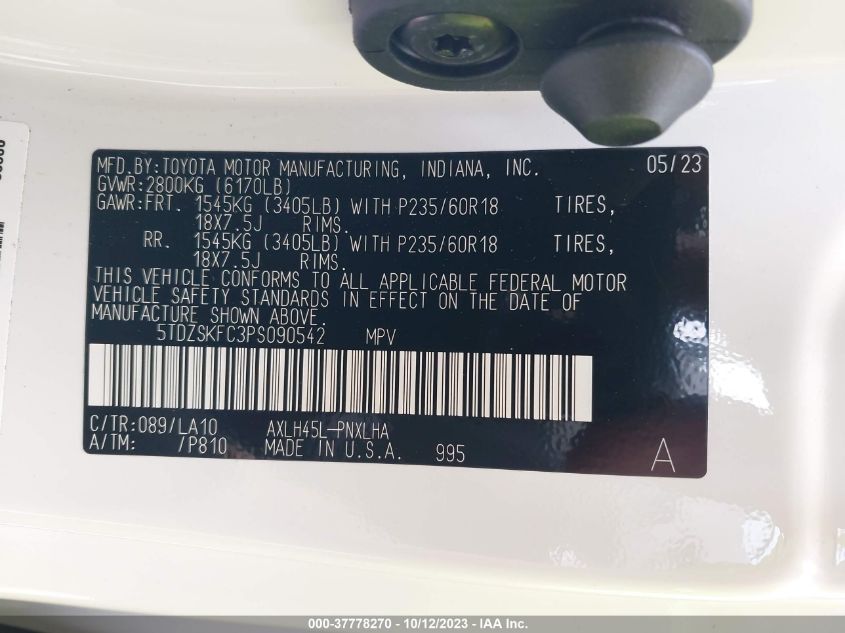 MFD.BY:TOYOTA MOTOR MANUFACTURING, INDIANA, INC. 05/23
GVWR:2800KG (6170LB)
GAWR:FRT. 1545KG (3405LB) WITH P235/60R18 TIRES,
18X7.5J RIMS.
RR. 1545KG (3405LB) WITH P235/60R18 TIRES,
18X7.5J RIMS.
THIS VEHICLE CONFORMS TO ALL APPLICABLE FEDERAL MOTOR
VEHICLE SAFETY STANDARDS IN EFFECT ON THE DATE OF
MANUFACTURE SHOWN ABOVE.
5TDZSKFC3PS090542 MPV
C/TR:089/LA10 AXLH45L-PNXLHA
A/TM: /P810 MADE IN U.S.A. 995 A
000-37778270 - 10/12/2023 - IAA Inc.